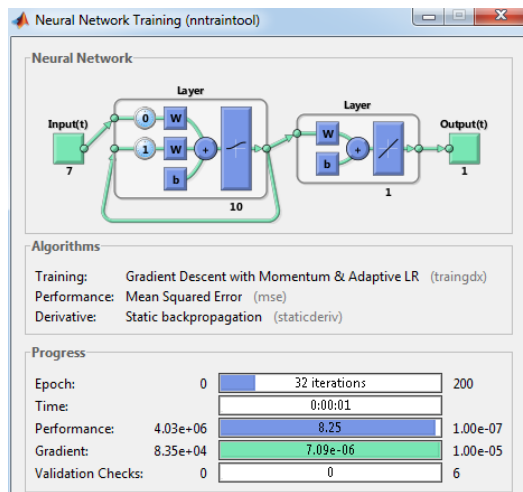 Neural Network Training (nntraintool)
Neural Network
Layer
Layer
Input(t)
0 W
1 W
+
b
W
b
+
Output(t)
7
10
1
1
Algorithms
Training: Gradient Descent with Momentum & Adaptive LR (traingdx)
Performance: Mean Squared Error (mse)
Derivative: Static backpropagation (staticderiv)
Progress
Epoch: 0 32 iterations 200
Time: 0:00:01
Performance: 4.03e+06 8.25 1.00e-07
Gradient: 8.35e+04 7.09e-06 1.00e-05
Validation Checks: 0 0 6